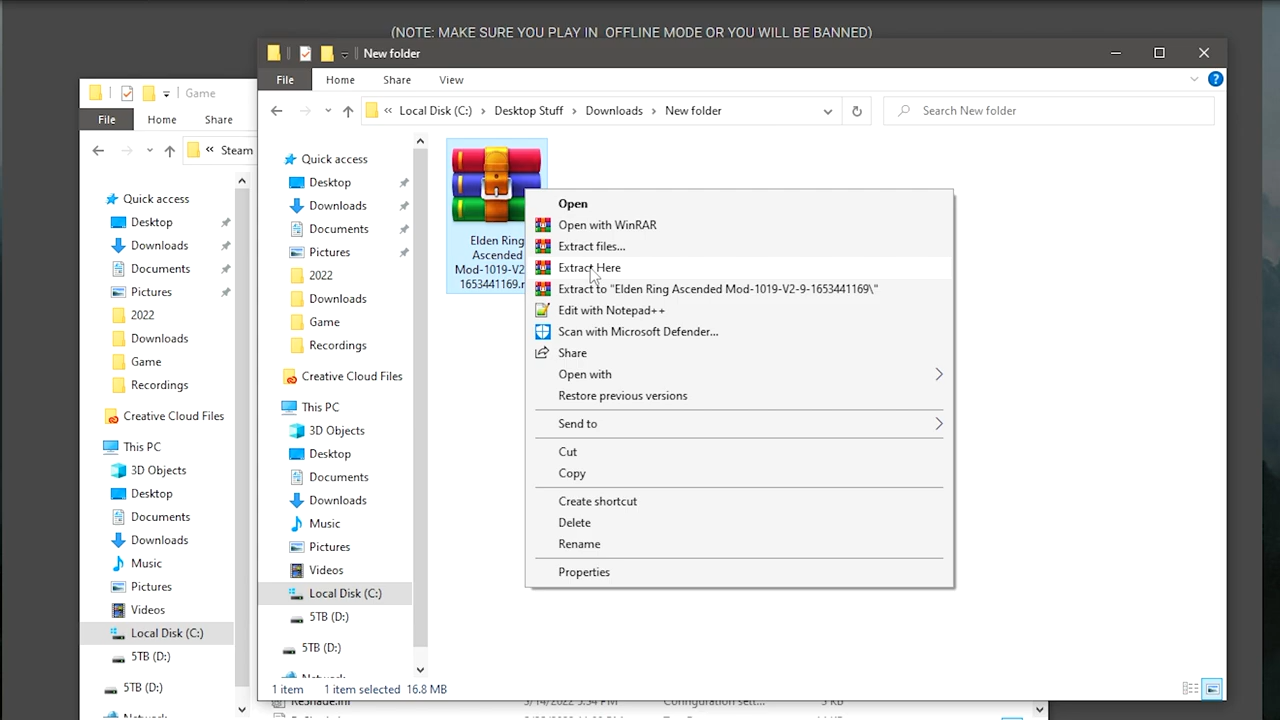 (NOTE: MAKE SURE YOU PLAY IN OFFLINE MODE OR YOU WILL BE BANNED)
New folder
File
Home
Share
View
Local Disk (C:)
Desktop Stuff
Downloads
New folder
Search New folder
Game
File
Home
Share
Steam
Quick access
Desktop
Downloads
Documents
Pictures
2022
Downloads
Game
Recordings
Creative Cloud Files
This PC
3D Objects
Desktop
Documents
Downloads
Music
Pictures
Videos
Local Disk (C:)
5TB (D:)
5TB (D:)
Network
Quick access
Desktop
Downloads
Documents
Pictures
2022
Downloads
Game
Recordings
Creative Cloud Files
This PC
3D Objects
Desktop
Documents
Downloads
Music
Pictures
Videos
Local Disk (C:)
5TB (D:)
5TB (D:)
Network
Elden Ring
Ascended
Mod-1019-V2
1653441169.r
Open
Open with WinRAR
Extract files...
Extract Here
Extract to "Elden Ring Ascended Mod-1019-V2-9-1653441169\"
Edit with Notepad++
Scan with Microsoft Defender...
Share
Open with
Restore previous versions
Send to
Cut
Copy
Create shortcut
Delete
Rename
Properties
1 item
1 item selected 16.8 MB
ReShade.ini
Configuration sett...